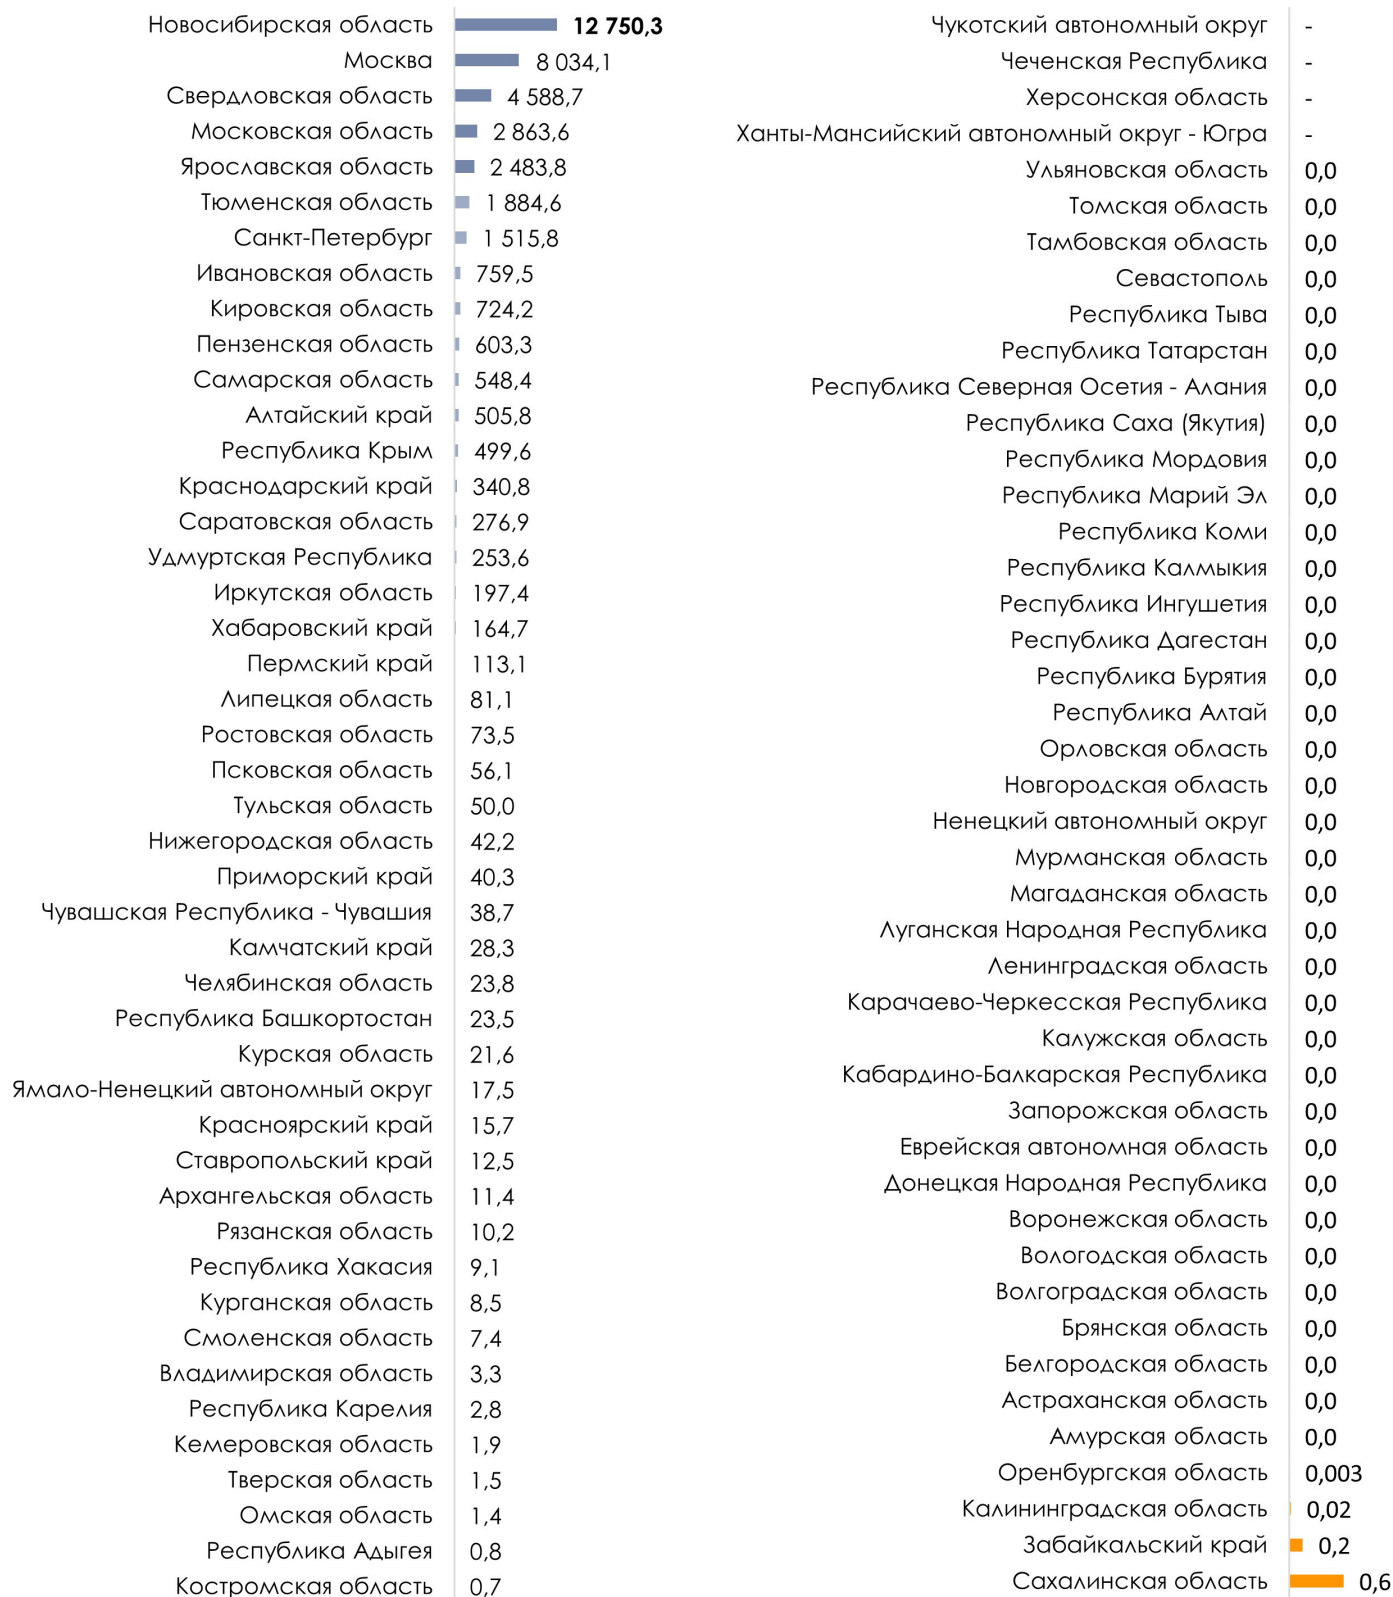 Новосибирская область 12 750,3
Москва 8 034,1
Свердловская область 4 588,7
Московская область 2 863,6
Ярославская область 2 483,8
Тюменская область 1 884,6
Санкт-Петербург 1 515,8
Ивановская область 759,5
Кировская область 724,2
Пензенская область 603,3
Самарская область 548,4
Алтайский край 505,8
Республика Крым 499,6
Краснодарский край 340,8
Саратовская область 276,9
Удмуртская Республика 253,6
Иркутская область 197,4
Хабаровский край 164,7
Пермский край 113,1
Липецкая область 81,1
Ростовская область 73,5
Псковская область 56,1
Тульская область 50,0
Нижегородская область 42,2
Приморский край 40,3
Чувашская Республика - Чувашия 38,7
Камчатский край 28,3
Челябинская область 23,8
Республика Башкортостан 23,5
Курская область 21,6
Ямало-Ненецкий автономный округ 17,5
Красноярский край 15,7
Ставропольский край 12,5
Архангельская область 11,4
Рязанская область 10,2
Республика Хакасия 9,1
Курганская область 8,5
Смоленская область 7,4
Владимирская область 3,3
Республика Карелия 2,8
Кемеровская область 1,9
Тверская область 1,5
Омская область 1,4
Республика Адыгея 0,8
Костромская область 0,7
Чукотский автономный округ -
Чеченская Республика -
Херсонская область -
Ханты-Мансийский автономный округ - Югра -
Ульяновская область 0,0
Томская область 0,0
Тамбовская область 0,0
Севастополь 0,0
Республика Тыва 0,0
Республика Татарстан 0,0
Республика Северная Осетия - Алания 0,0
Республика Саха (Якутия) 0,0
Республика Мордовия 0,0
Республика Марий Эл 0,0
Республика Коми 0,0
Республика Калмыкия 0,0
Республика Ингушетия 0,0
Республика Дагестан 0,0
Республика Бурятия 0,0
Республика Алтай 0,0
Орловская область 0,0
Новгородская область 0,0
Ненецкий автономный округ 0,0
Мурманская область 0,0
Магаданская область 0,0
Луганская Народная Республика 0,0
Ленинградская область 0,0
Карачаево-Черкесская Республика 0,0
Калужская область 0,0
Кабардино-Балкарская Республика 0,0
Запорожская область 0,0
Еврейская автономная область 0,0
Донецкая Народная Республика 0,0
Воронежская область 0,0
Вологодская область 0,0
Волгоградская область 0,0
Брянская область 0,0
Белгородская область 0,0
Астраханская область 0,0
Амурская область 0,0
Оренбургская область 0,003
Калининградская область 0,02
Забайкальский край 0,2
Сахалинская область 0,6